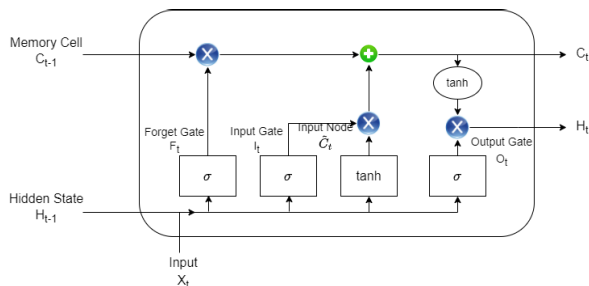 Memory Cell
Cₜ₋₁
Cₜ
tanh
Hₜ
Forget Gate
Fₜ
Input Gate
Iₜ
Input Node
C̃ₜ
Output Gate
Oₜ
σ
σ
tanh
σ
Hidden State
Hₜ₋₁
Input
Xₜ